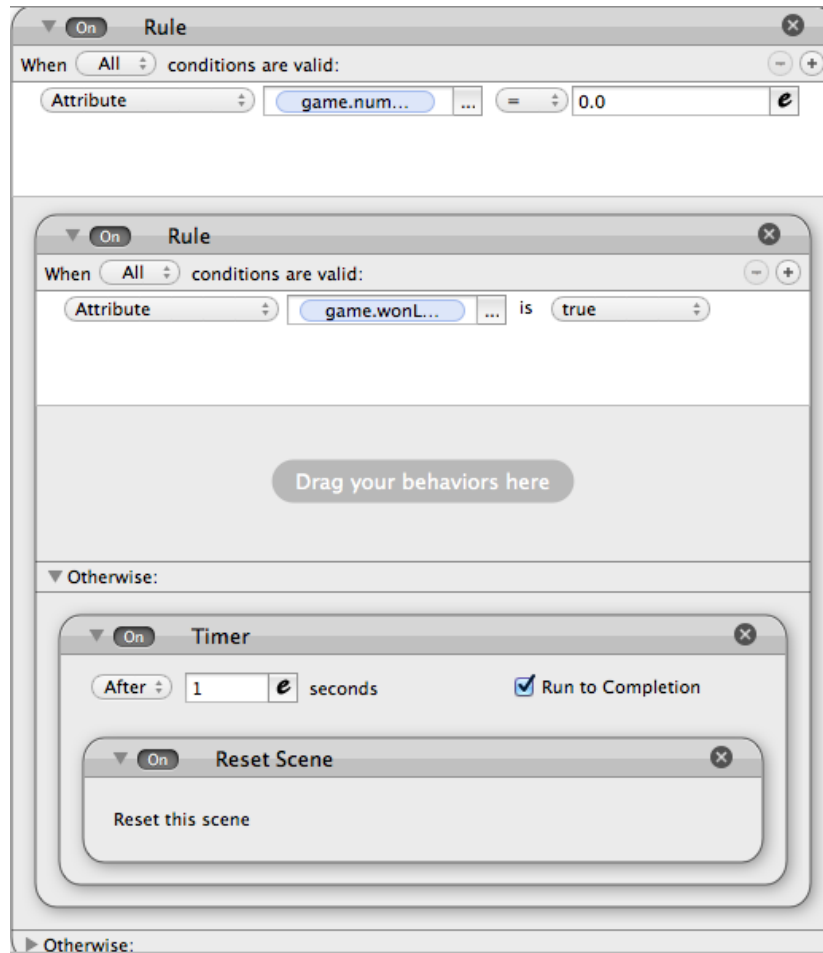 On Rule
When All conditions are valid:
Attribute game.num... ... = 0.0 e
On Rule
When All conditions are valid:
Attribute game.wonL... ... is true
Drag your behaviors here
Otherwise:
On Timer
After 1 e seconds Run to Completion
On Reset Scene
Reset this scene
Otherwise: